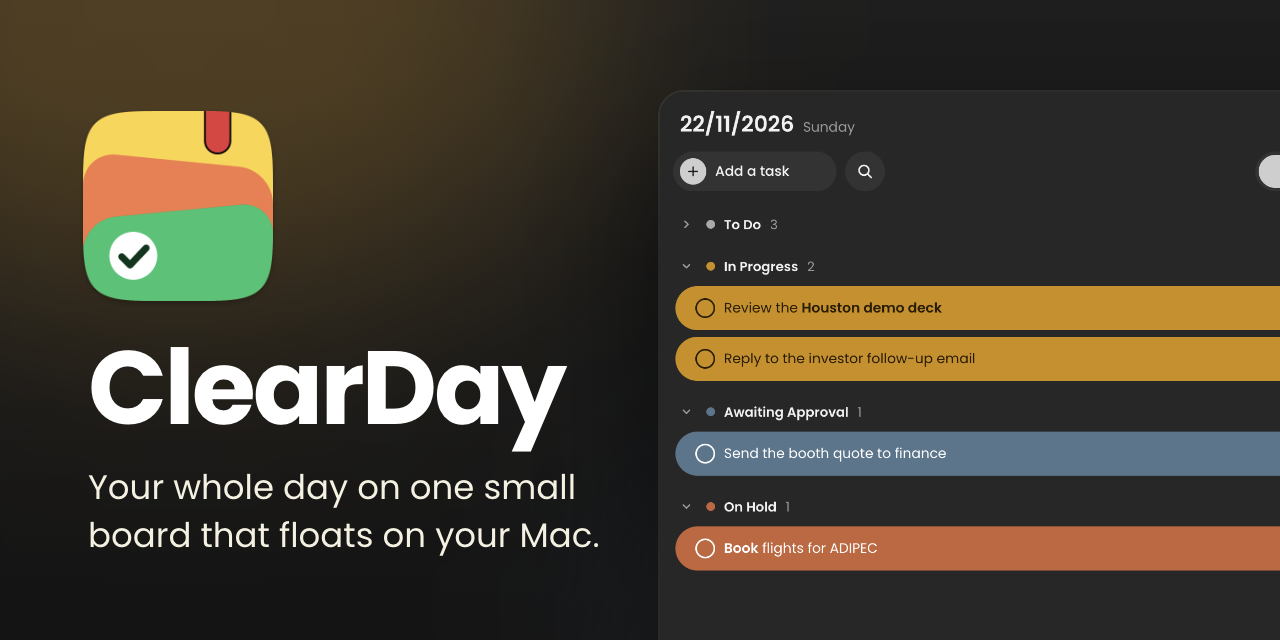 ClearDay
Your whole day on one small
board that floats on your Mac.
22/11/2026 Sunday
Add a task
To Do 3
In Progress 2
Review the Houston demo deck
Reply to the investor follow-up email
Awaiting Approval 1
Send the booth quote to finance
On Hold 1
Book flights for ADIPEC